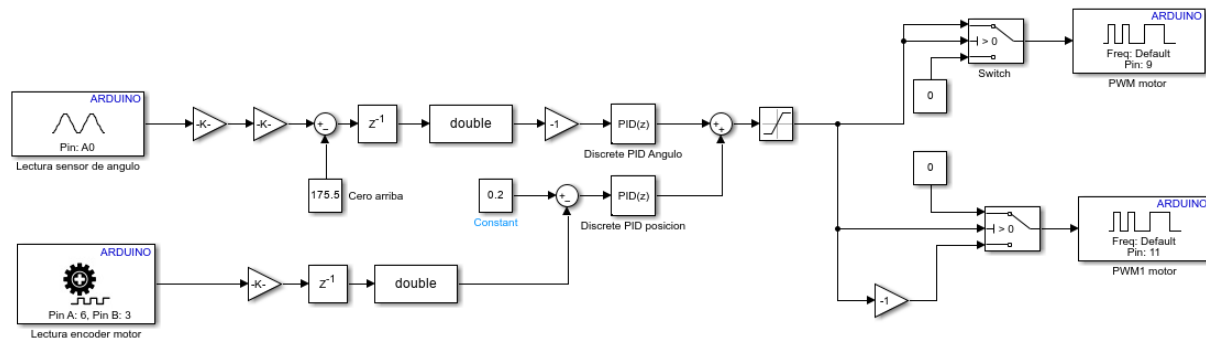 ARDUINO
Pin: A0
Lectura sensor de angulo
-K-
-K-
+
-
175.5
Cero arriba
z-1
double
-1
PID(z)
Discrete PID Angulo
+
+
0.2
Constant
+
-
PID(z)
Discrete PID posicion
ARDUINO
Pin A: 6, Pin B: 3
Lectura encoder motor
-K-
z-1
double
> 0
Switch
0
ARDUINO
Freq: Default
Pin: 9
PWM motor
0
> 0
-1
ARDUINO
Freq: Default
Pin: 11
PWM1 motor